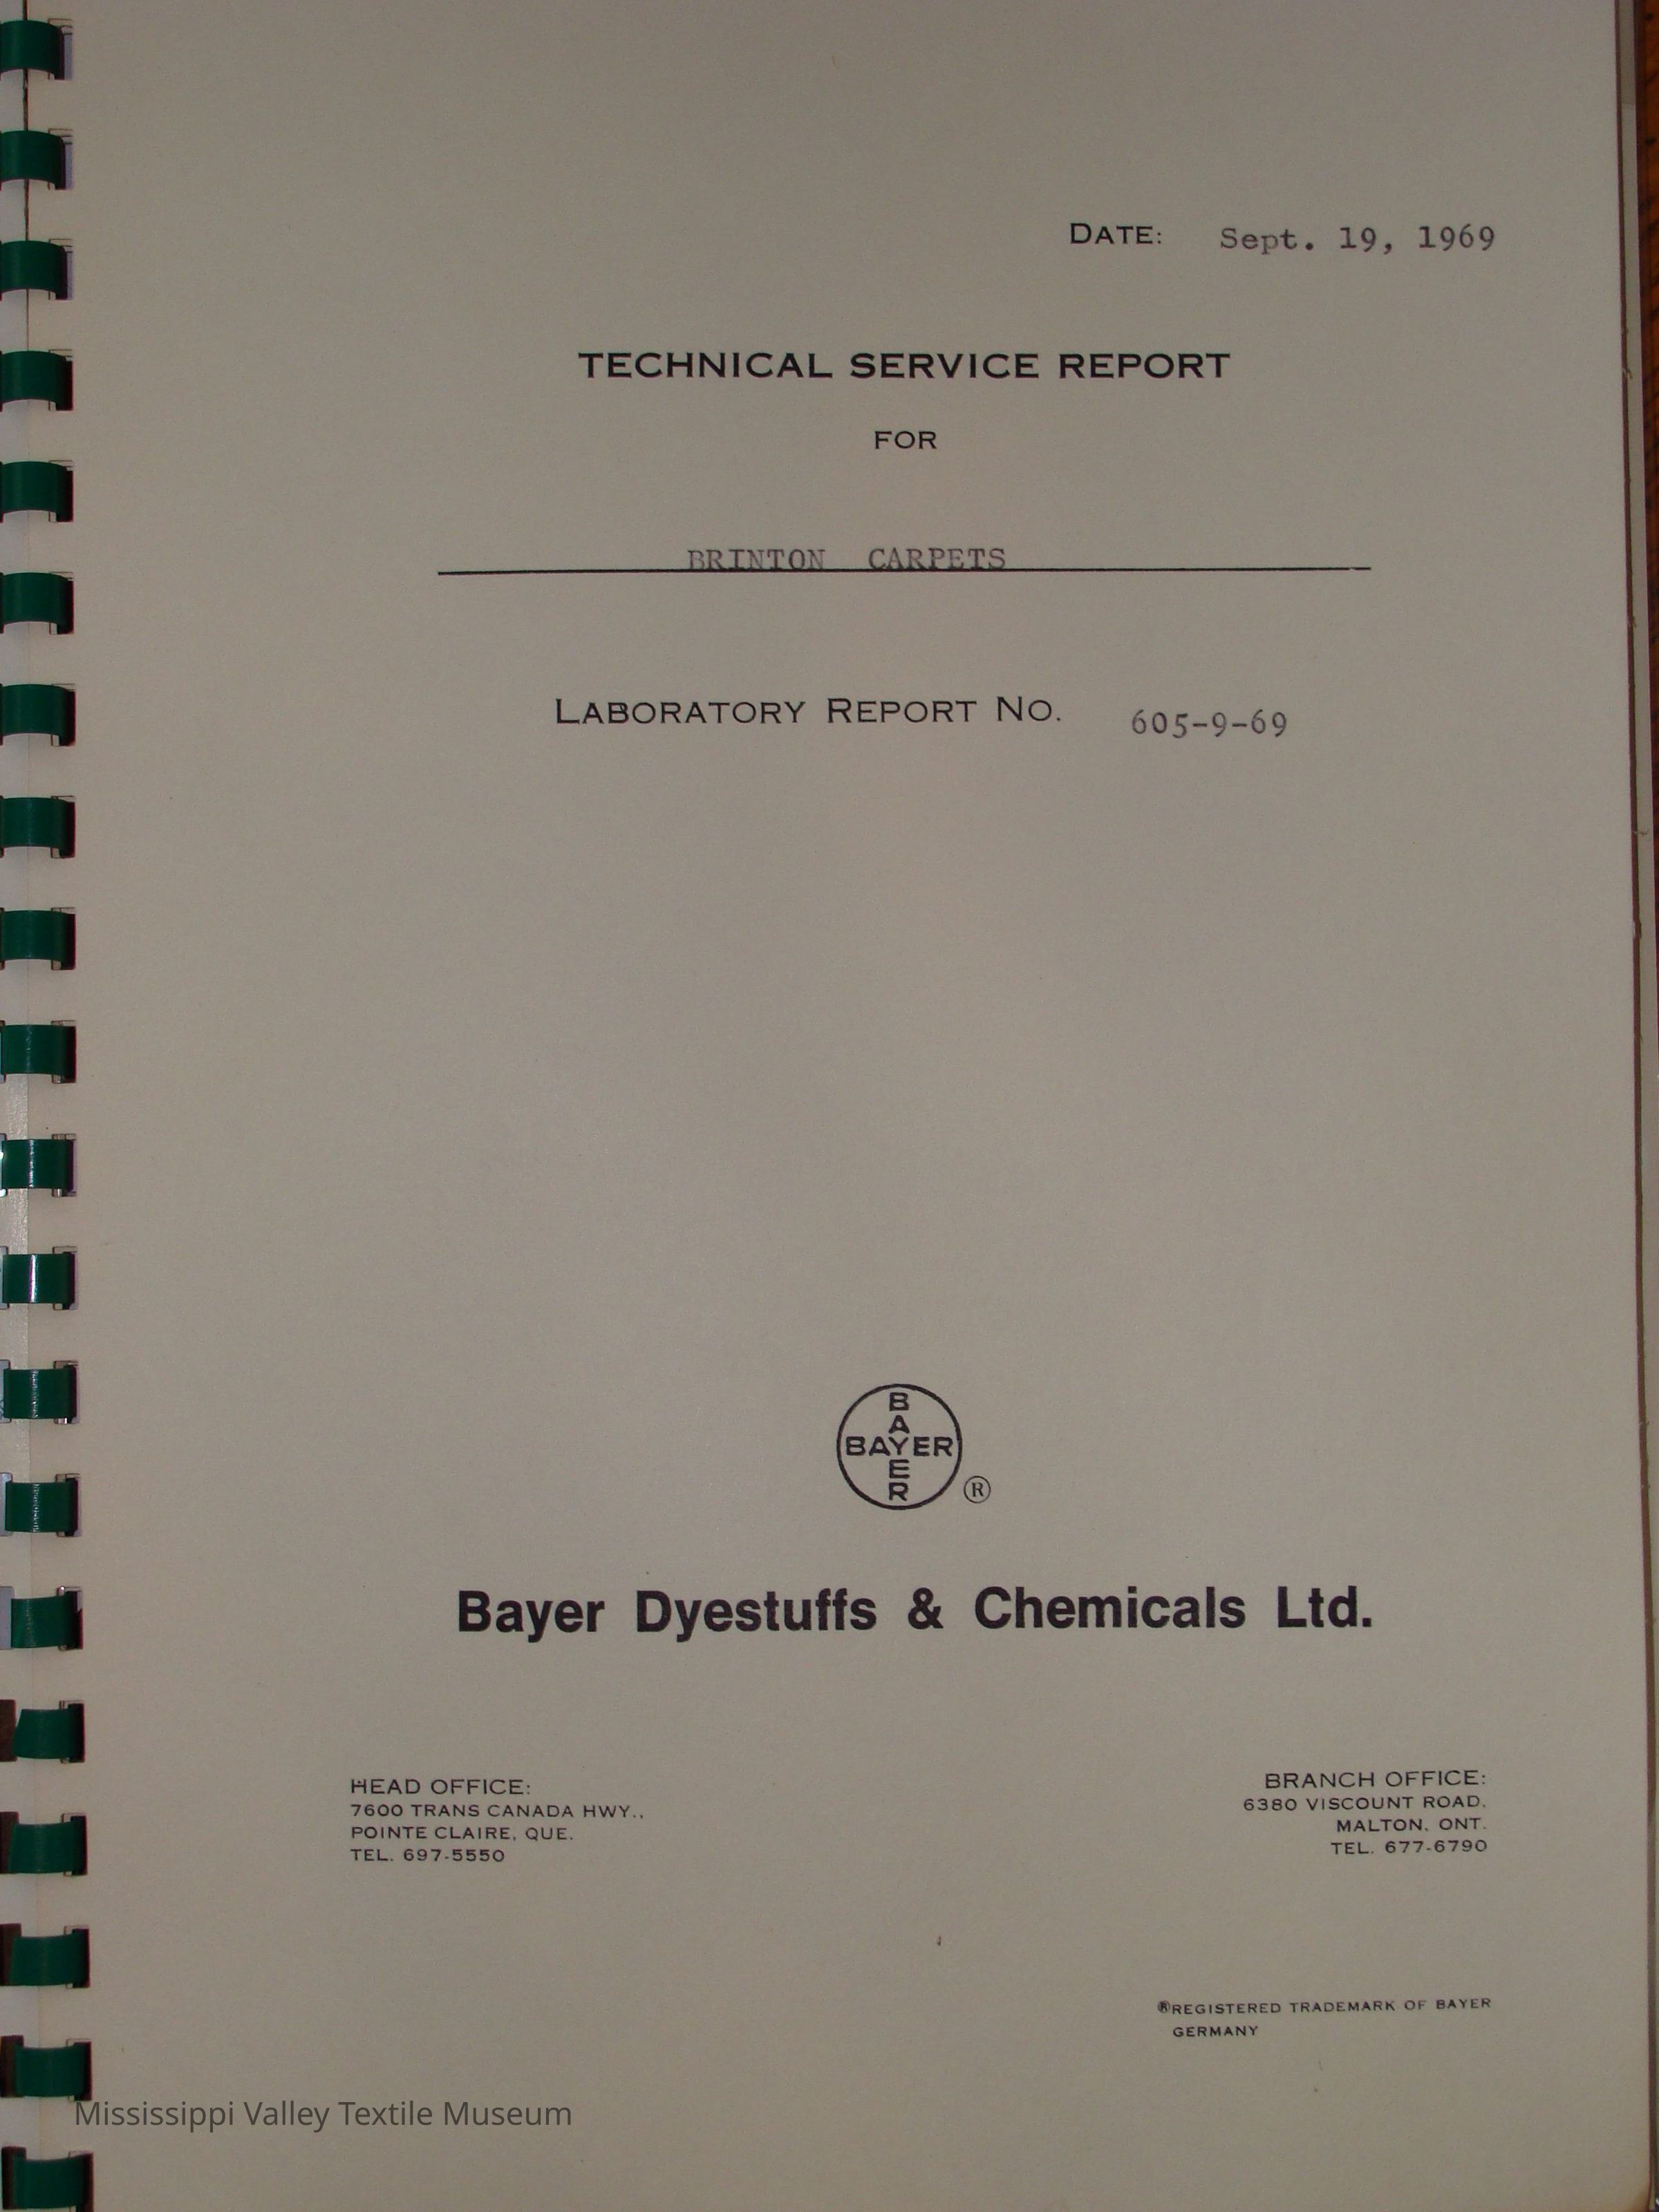 DATE: Sept. 19, 1969
TECHNICAL SERVICE REPORT
FOR
BRINTON CARPETS
LABORATORY REPORT NO. 605-9-69
B
A
BAYER
E
R
®
Bayer Dyestuffs & Chemicals Ltd.
HEAD OFFICE:
7600 TRANS CANADA HWY.,
POINTE CLAIRE, QUE.
TEL. 697-5550
BRANCH OFFICE:
6380 VISCOUNT ROAD,
MALTON, ONT.
TEL. 677-6790
®REGISTERED TRADEMARK OF BAYER
GERMANY
Mississippi Valley Textile Museum